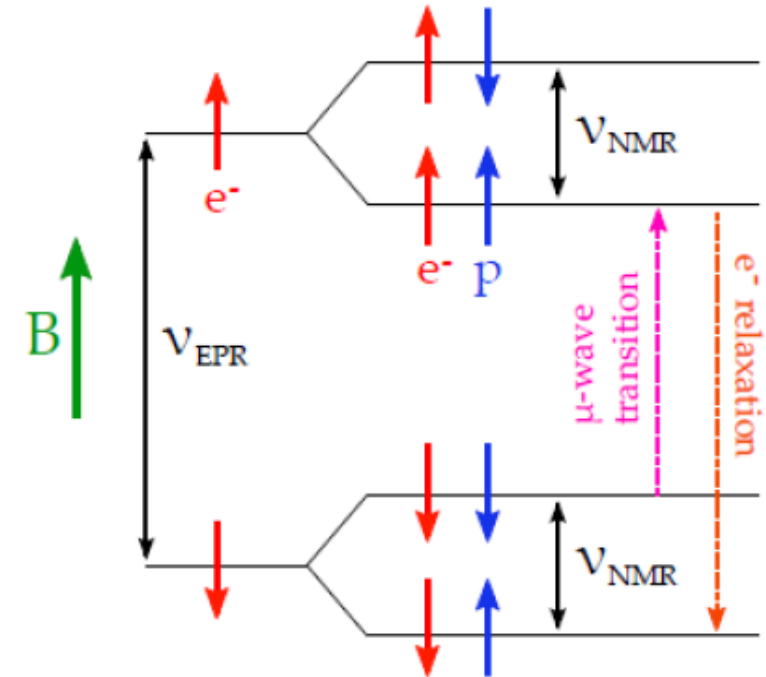 ν_NMR
e⁻
e⁻ p
B
ν_EPR
μ-wave
transition
e⁻ relaxation
ν_NMR